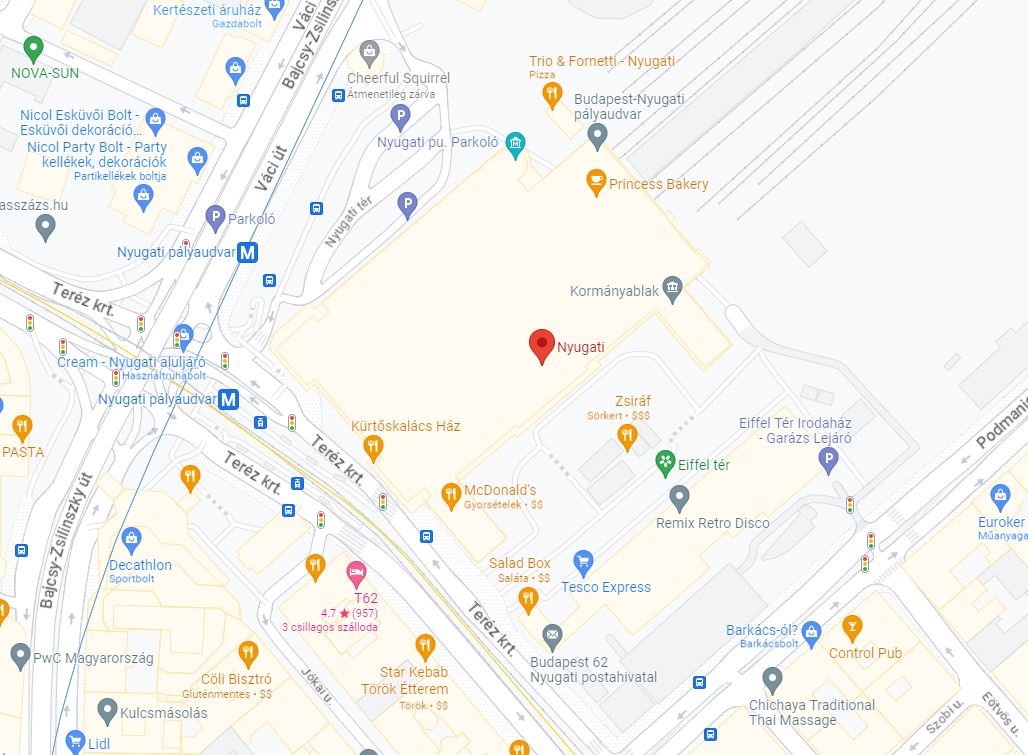 Kertészeti áruház
Gazdabolt
Váci
Bajcsy-Zsilinszky
NOVA-SUN
Cheerful Squirrel
Átmenetileg zárva
Trio & Fornetti - Nyugati
Pizza
Budapest-Nyugati
pályaudvar
Nicol Esküvői Bolt -
Esküvői dekoráció...
Nicol Party Bolt - Party
kellékek, dekorációk
Partikellékek boltja
P
Nyugati pu. Parkoló
Váci út
Princess Bakery
asszázs.hu
P
Parkoló
P
Nyugati tér
Nyugati pályaudvar
M
Teréz krt.
Kormányablak
Nyugati
Cream - Nyugati aluljáró
Használtruhabolt
Nyugati pályaudvar
M
Zsiráf
Sörkert • $$$
Kürtőskalács Ház
Eiffel Tér Irodaház
- Garázs Lejáró
P
PASTA
Teréz krt.
Teréz krt.
Eiffel tér
McDonald's
Gyorsételek • $$
Remix Retro Disco
Euroker
Műanyaga
Bajcsy-Zsilinszky út
Decathlon
Sportbolt
Salad Box
Saláta • $$
Tesco Express
T62
4.7 ★ (957)
3 csillagos szálloda
Teréz krt.
Barkács-ól?
Barkácsbolt
Control Pub
PwC Magyarország
Cöli Bisztró
Gluténmentes • $$
Star Kebab
Török Étterem
Török • $$
Budapest 62
Nyugati postahivatal
Jókai u.
Chichaya Traditional
Thai Massage
Szobi u.
Eötvös u.
Kulcsmásolás
Lidl